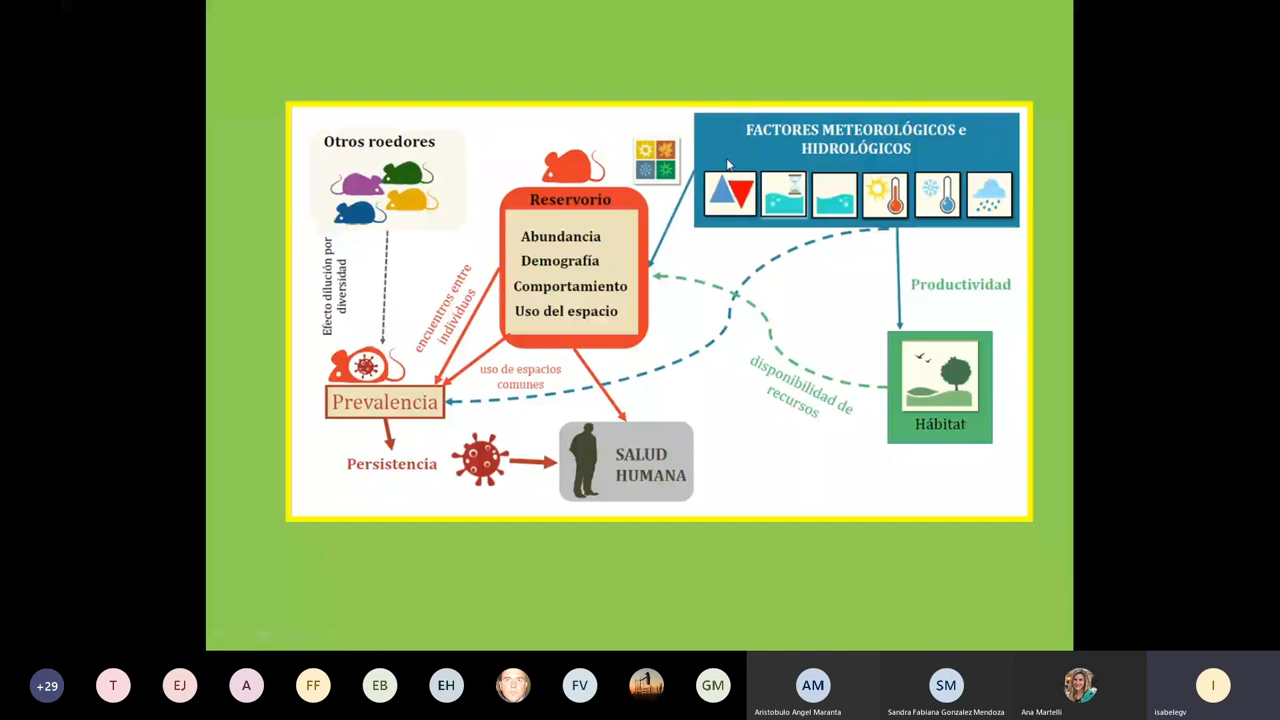 Otros roedores
FACTORES METEOROLÓGICOS e
HIDROLÓGICOS
Reservorio
Abundancia
Demografía
Comportamiento
Uso del espacio
Efecto dilución por
diversidad
encuentros entre
individuos
uso de espacios
comunes
Productividad
disponibilidad de
recursos
Hábitat
Prevalencia
Persistencia
SALUD
HUMANA
+29
T
EJ
A
FF
EB
EH
FV
GM
AM
SM
I
Aristobulo Angel Maranta
Sandra Fabiana Gonzalez Mendoza
Ana Martelli
isabelegv